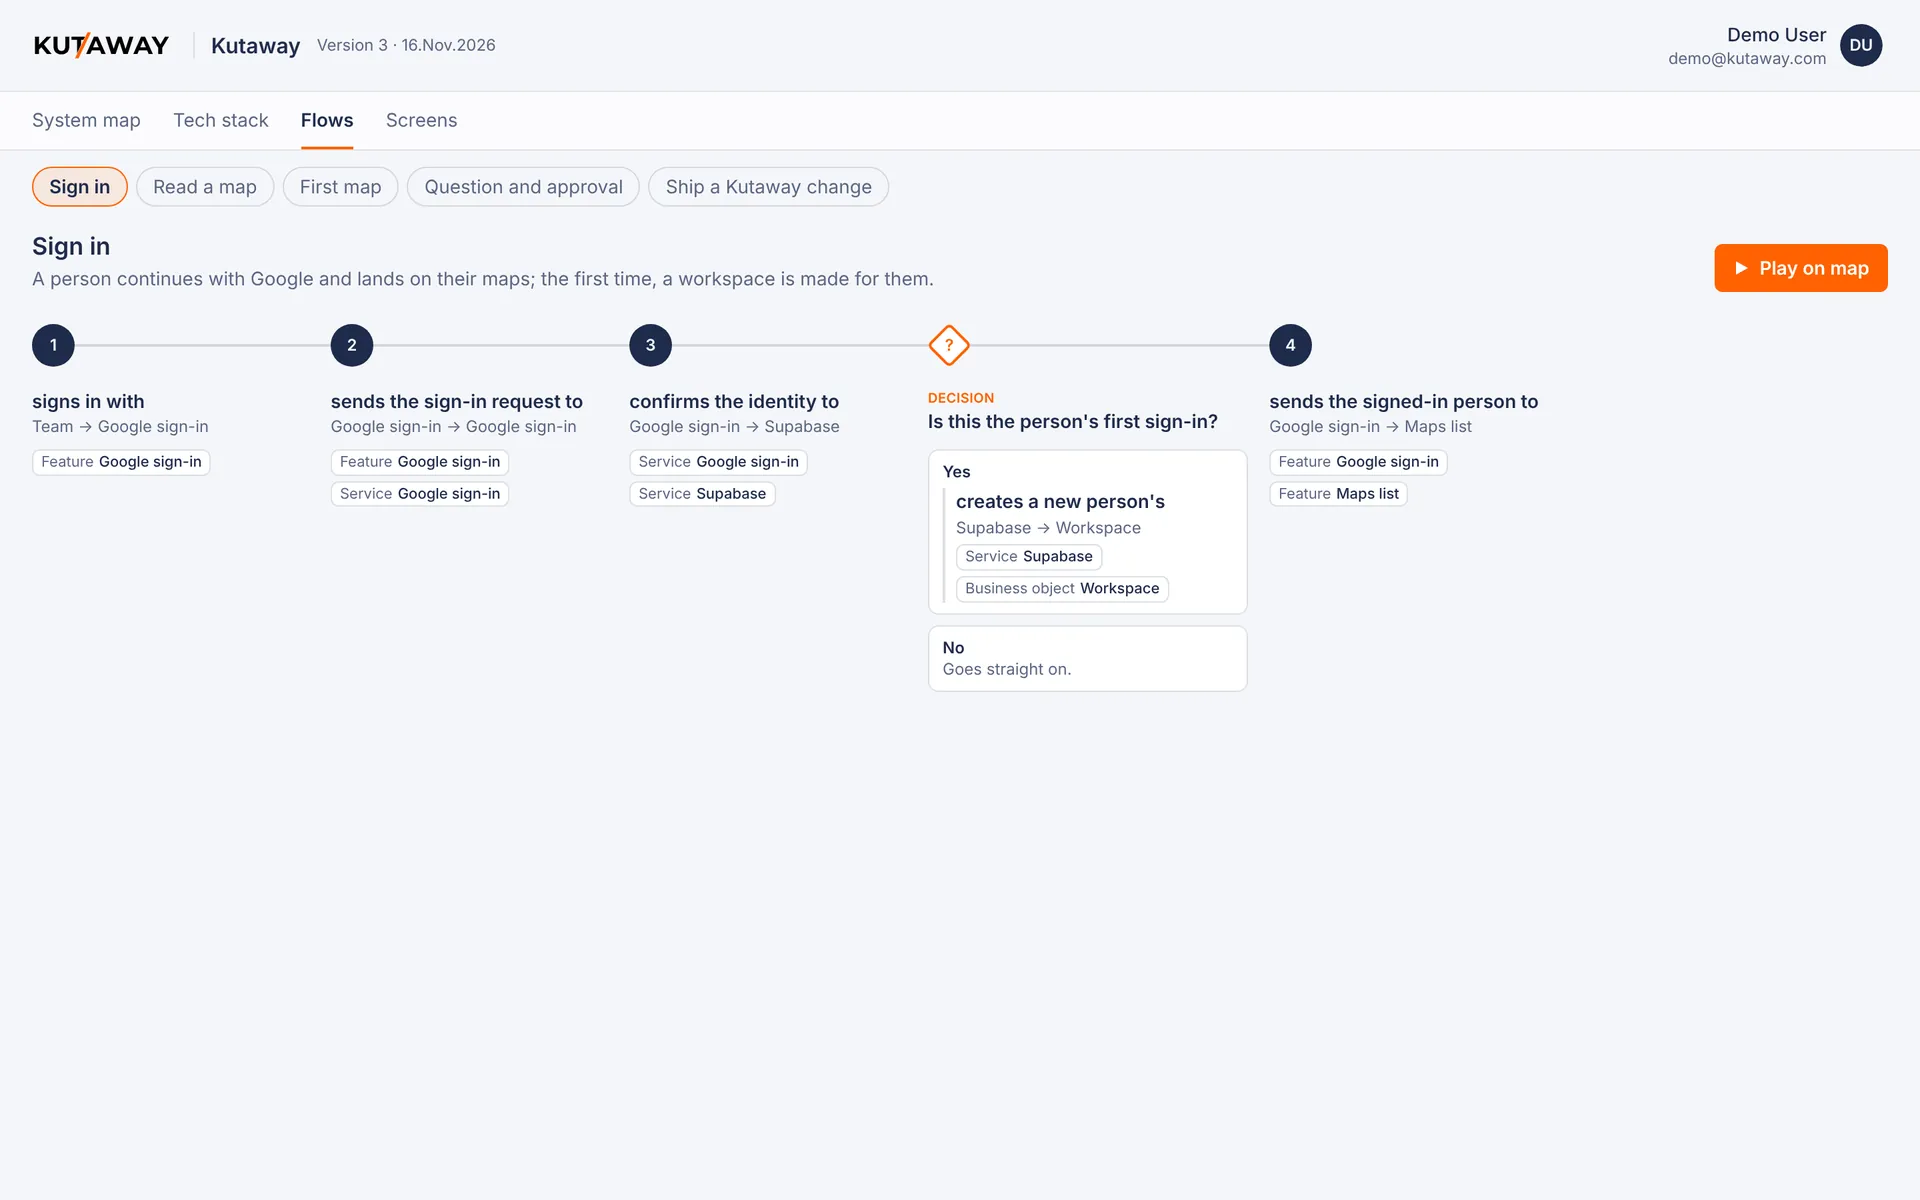 KUTAWAY
Kutaway Version 3 · 16.Nov.2026
Demo User
demo@kutaway.com
DU
System map Tech stack Flows Screens
Sign in Read a map First map Question and approval Ship a Kutaway change
Sign in
A person continues with Google and lands on their maps; the first time, a workspace is made for them.
Play on map
1
signs in with
Team → Google sign-in
Feature Google sign-in
2
sends the sign-in request to
Google sign-in → Google sign-in
Feature Google sign-in
Service Google sign-in
3
confirms the identity to
Google sign-in → Supabase
Service Google sign-in
Service Supabase
?
DECISION
Is this the person's first sign-in?
Yes
creates a new person's
Supabase → Workspace
Service Supabase
Business object Workspace
No
Goes straight on.
4
sends the signed-in person to
Google sign-in → Maps list
Feature Google sign-in
Feature Maps list